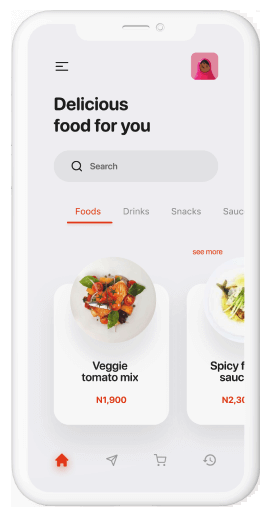 Delicious
food for you
Search
Foods Drinks Snacks Sauc
see more
Veggie Spicy f
tomato mix sauc
N1,900 N2,30